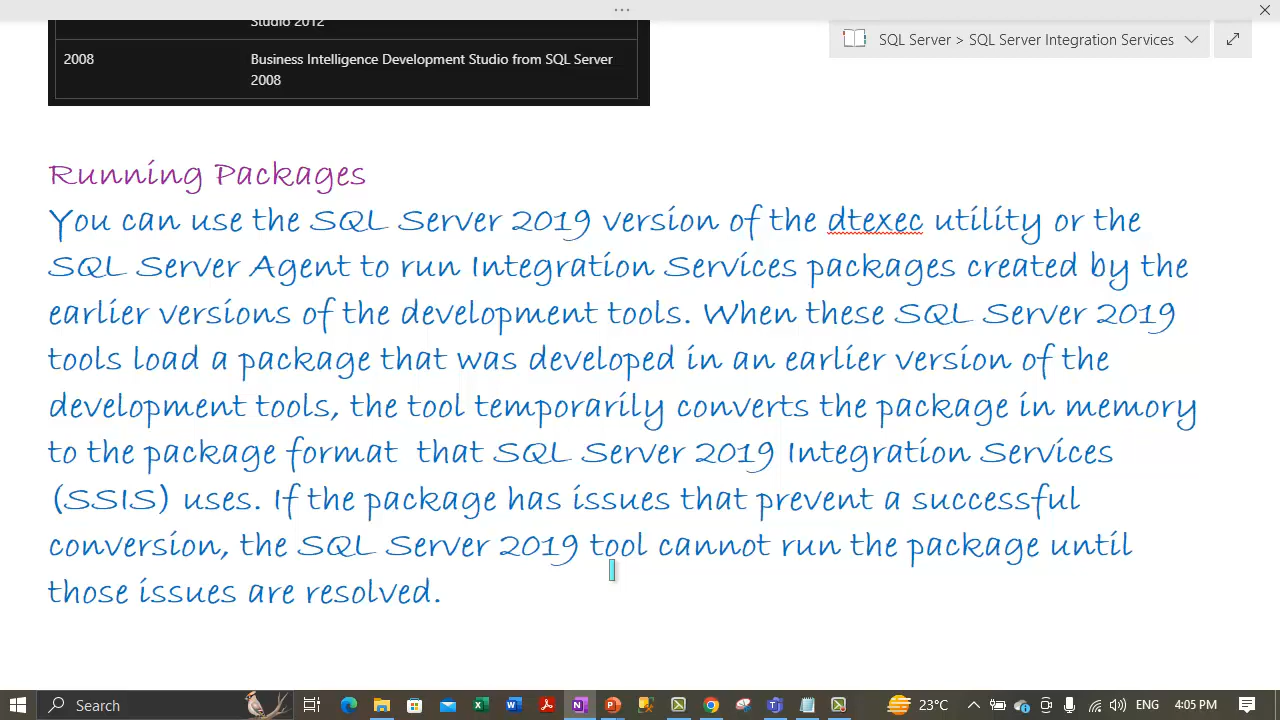 Studio 2012
2008
Business Intelligence Development Studio from SQL Server
2008
SQL Server > SQL Server Integration Services
Running Packages
You can use the SQL Server 2019 version of the dtexec utility or the
SQL Server Agent to run Integration Services packages created by the
earlier versions of the development tools. When these SQL Server 2019
tools load a package that was developed in an earlier version of the
development tools, the tool temporarily converts the package in memory
to the package format  that SQL Server 2019 Integration Services
(SSIS) uses. If the package has issues that prevent a successful
conversion, the SQL Server 2019 tool cannot run the package until
those issues are resolved.
Search
23°C
ENG
4:05 PM